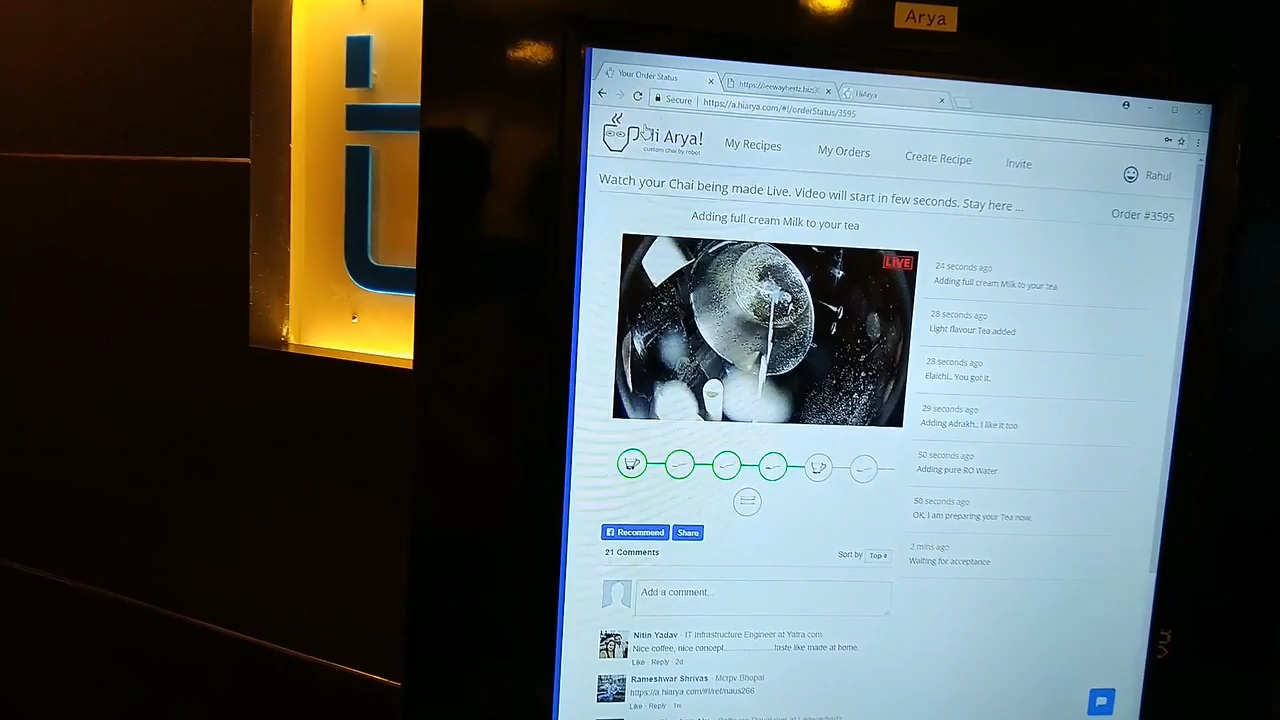 Arya
Your Order Status
https://leewayhertz.biz:
HiArya
Secure
https://a.hiarya.com/#!/orderStatus/3595
Hi Arya!
custom chai by robot
My Recipes
My Orders
Create Recipe
Invite
Rahul
Watch your Chai being made Live. Video will start in few seconds. Stay here ...
Order #3595
Adding full cream Milk to your tea
LIVE
24 seconds ago
Adding full cream Milk to your tea
28 seconds ago
Light flavour Tea added
28 seconds ago
Elaichi.. You got it.
29 seconds ago
Adding Adrakh.. I like it too
50 seconds ago
Adding pure RO Water
50 seconds ago
OK, I am preparing your Tea now.
2 mins ago
Waiting for acceptance
Recommend
Share
21 Comments
Sort by Top
Add a comment...
Nitin Yadav · IT Infrastructure Engineer at Yatra.com
Nice coffee, nice concept.......................taste like made at home.
Like · Reply · 2d
Rameshwar Shrivas · Mcrpv Bhopal
https://a.hiarya.com/#!/ref/naus266
Like · Reply · 1w
vu